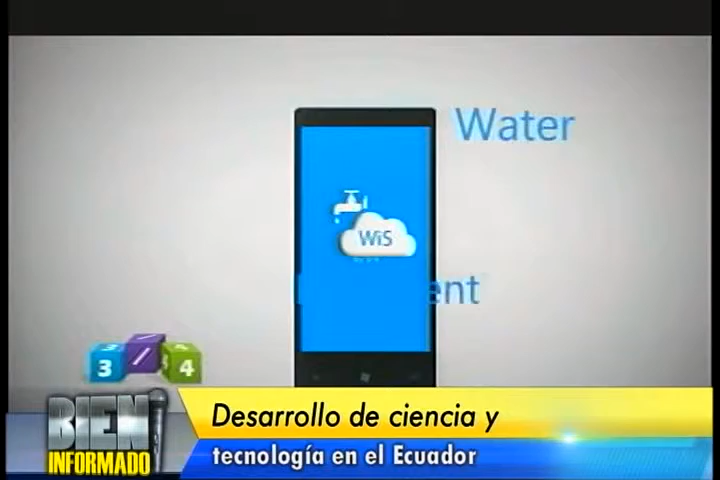 Water
WiS
ent
3 / 4
Desarrollo de ciencia y
tecnología en el Ecuador
BIEN
INFORMADO